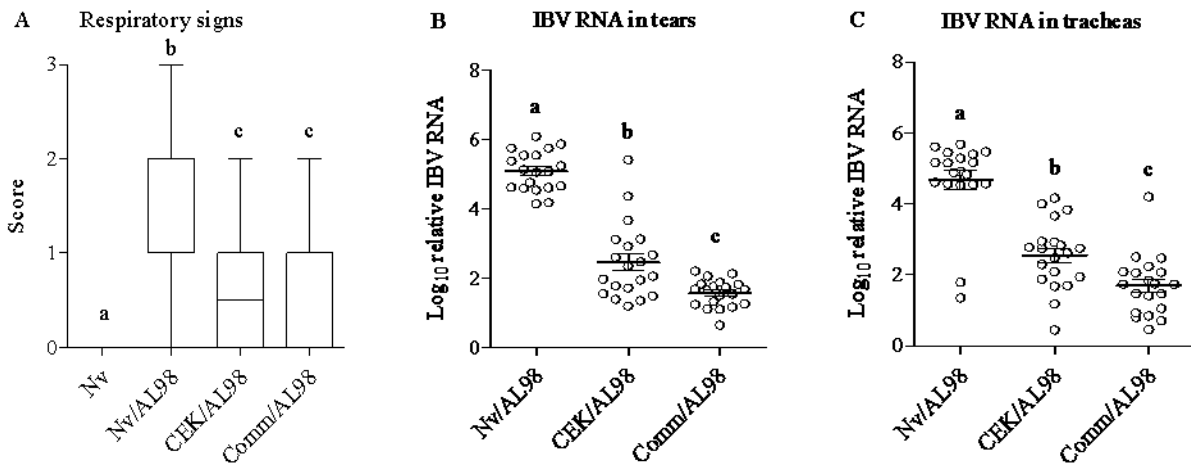 A Respiratory signs
Score
3
2
1
0
a
b
c
c
Nv
Nv/AL98
CEK/AL98
Comm/AL98
B IBV RNA in tears
Log10 relative IBV RNA
8
6
4
2
0
a
b
c
Nv/AL98
CEK/AL98
Comm/AL98
C IBV RNA in tracheas
Log10 relative IBV RNA
8
6
4
2
0
a
b
c
Nv/AL98
CEK/AL98
Comm/AL98